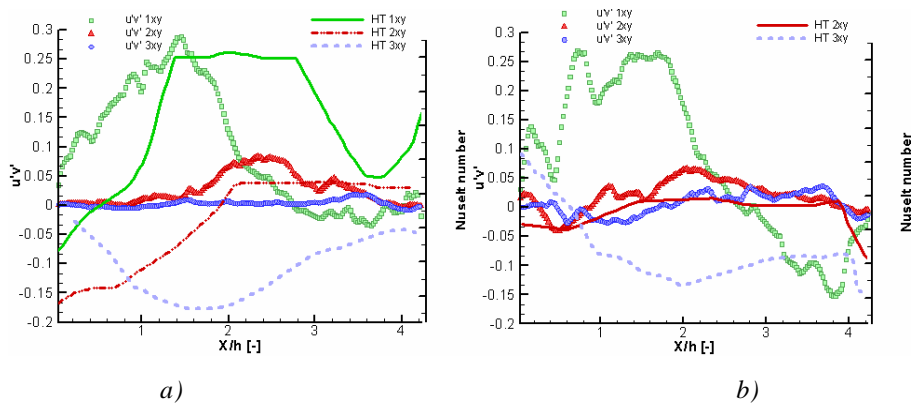 u'v' 1xy
u'v' 2xy
u'v' 3xy
HT 1xy
HT 2xy
HT 3xy
0.3
0.25
0.2
0.15
0.1
0.05
0
-0.05
-0.1
-0.15
-0.2
u'v'
1
2
3
4
X/h [-]
Nuselt number
a)
u'v' 1xy
u'v' 2xy
u'v' 3xy
HT 2xy
HT 3xy
0.3
0.25
0.2
0.15
0.1
0.05
0
-0.05
-0.1
-0.15
-0.2
u'v'
1
2
3
4
X/h [-]
Nuselt number
b)